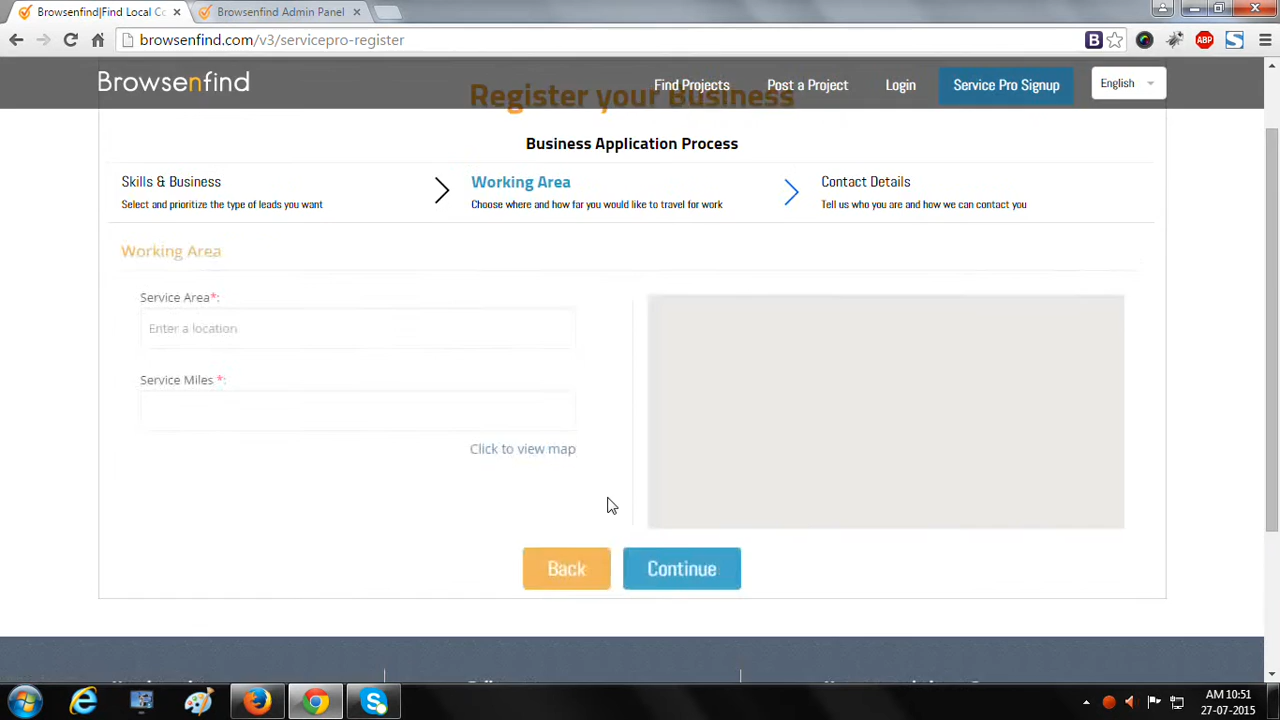 Browsenfind|Find Local Co
Browsenfind Admin Panel
browsenfind.com/v3/servicepro-register
B
ABP
S
Browsenfind
Find Projects
Post a Project
Login
Service Pro Signup
English
Register your Business
Business Application Process
Skills & Business
Select and prioritize the type of leads you want
Working Area
Choose where and how far you would like to travel for work
Contact Details
Tell us who you are and how we can contact you
Working Area
Service Area*:
Enter a location
Service Miles *:
Click to view map
Back
Continue
AM 10:51
27-07-2015